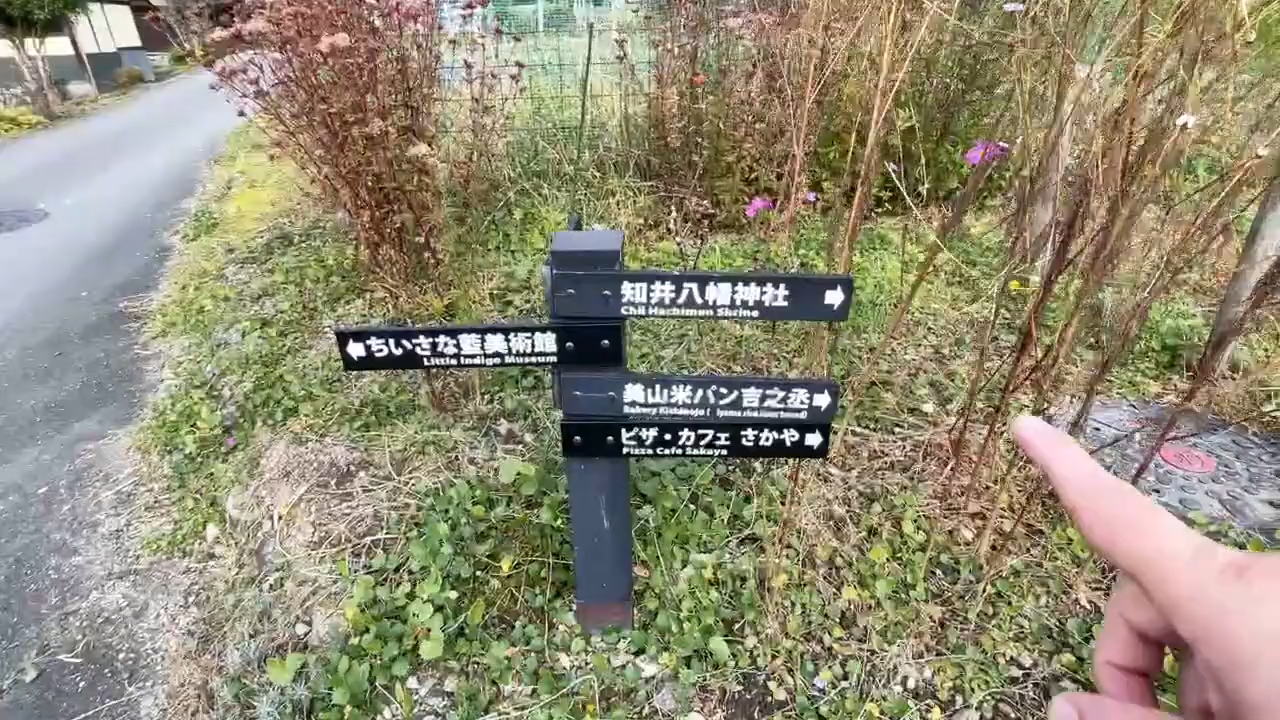 知井八幡神社
Chii Hachiman Shrine
ちいさな藍美術館
Little Indigo Museum
美山米パン吉之丞
Bakery Kichinojo (
ピザ・カフェ さかや
Pizza Cafe Sakaya